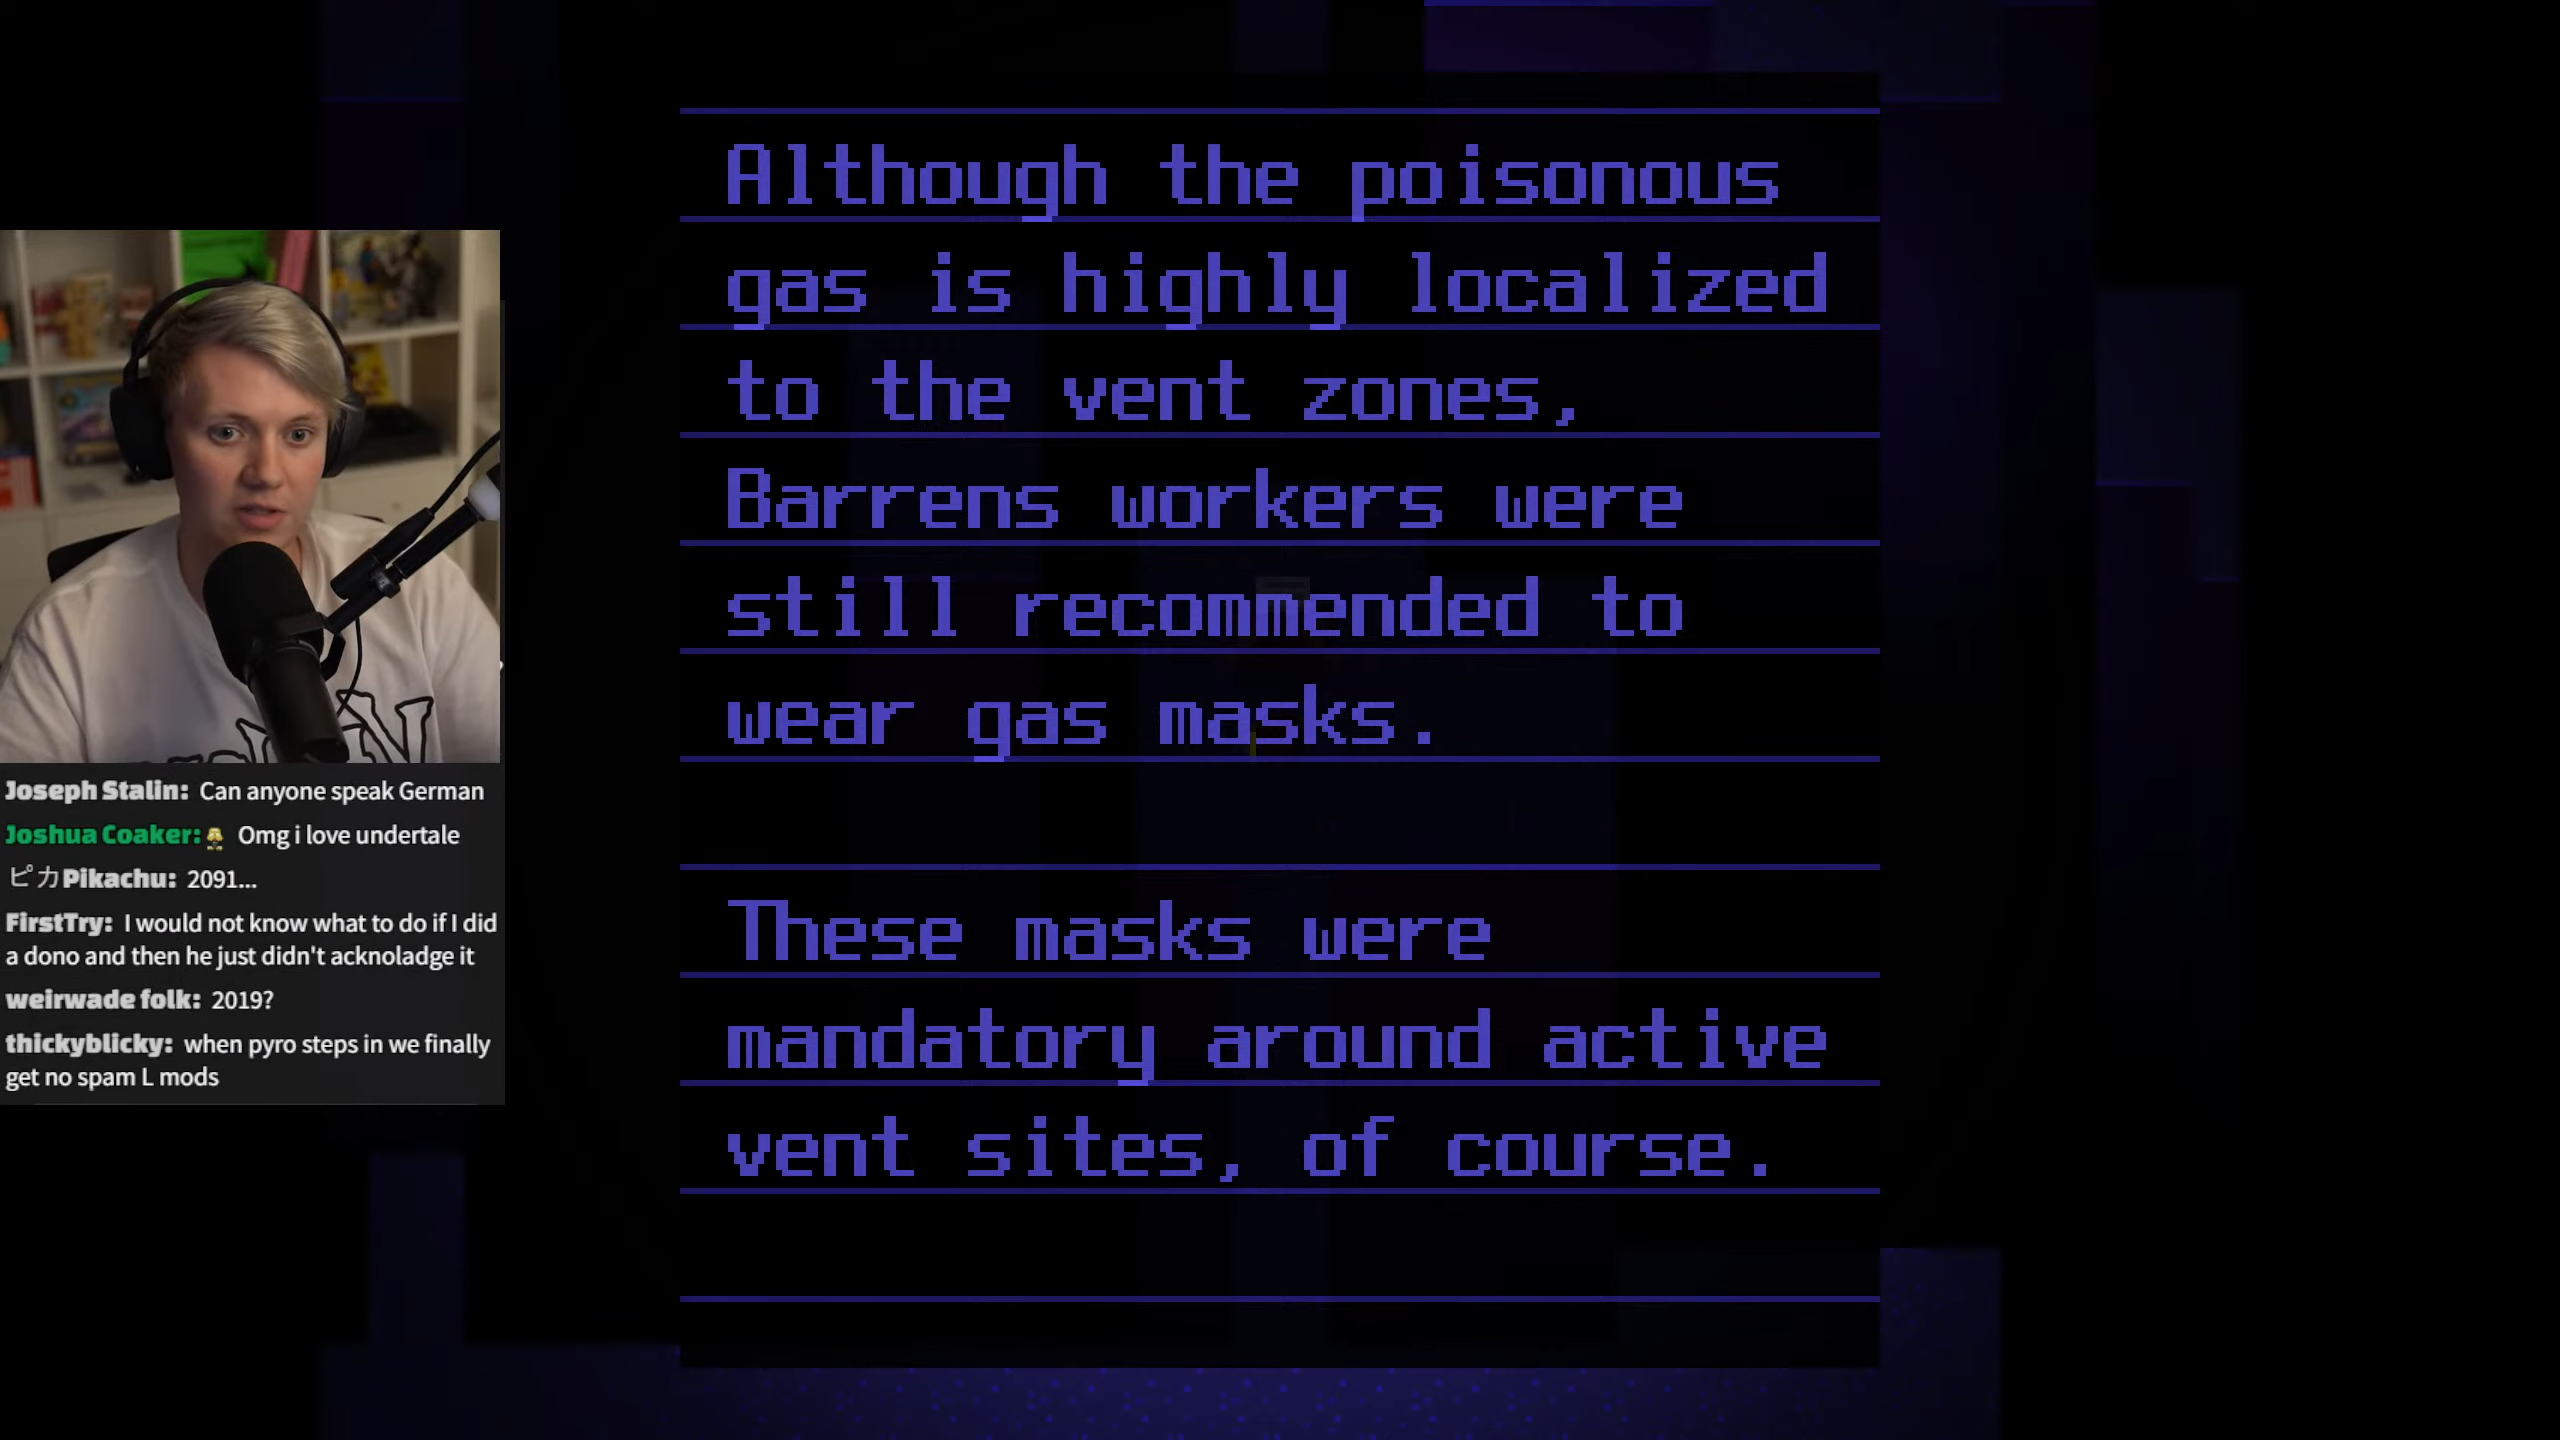 Although the poisonous
gas is highly localized
to the vent zones,
Barrens workers were
still recommended to
wear gas masks.
These masks were
mandatory around active
vent sites, of course.
Joseph Stalin: Can anyone speak German
Joshua Coaker: Omg i love undertale
ピカPikachu: 2091...
FirstTry: I would not know what to do if I did
a dono and then he just didn't acknoladge it
weirwade folk: 2019?
thickyblicky: when pyro steps in we finally
get no spam L mods